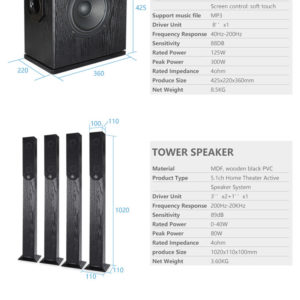 Screen control: soft touch
Support music file MP3
Driver Unit 8'' x1
Frequency Response 40Hz-200Hz
Sensitivity 88DB
Rated Power 125W
Peak Power 300W
Rated Impedance 4ohm
produce Size 425x220x360mm
Net Weight 8.5KG
425
220
360
TOWER SPEAKER
Material MDF, wooden black PVC
Product Type 5.1ch Home Theater Active
Speaker System
Driver Unit 3'' x2+1'' x1
Frequency Response 200Hz-20KHz
Sensitivity 89dB
Rated Power 0-40W
Peak Power 80W
Rated Impedance 4ohm
produce Size 1020x110x100mm
Net Weight 3.60KG
100
110
1020
110
110